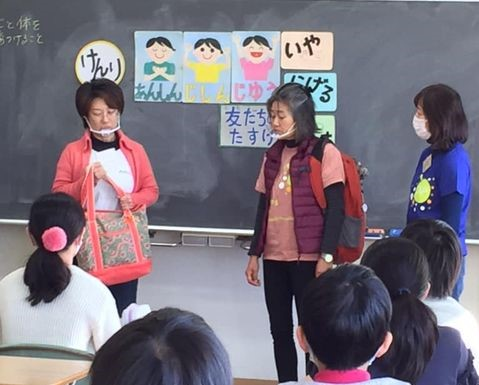 と体を
つけること
けんり
あんしん
じしん
じゆう
いや
にげる
友だち
たすけ